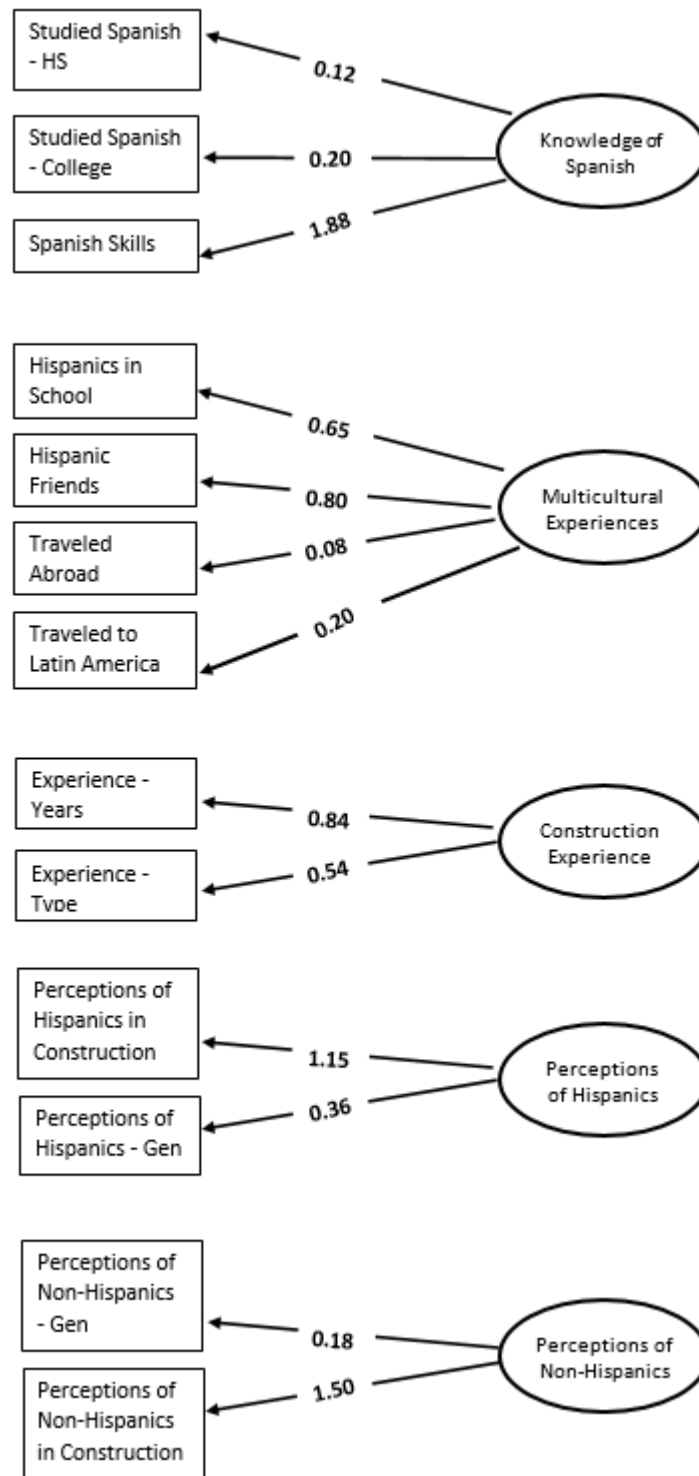 Studied Spanish
- HS
0.12
Studied Spanish
- College
0.20
Knowledge of
Spanish
Spanish Skills
1.88
Hispanics in
School
0.65
Hispanic
Friends
0.80
Multicultural
Experiences
Traveled
Abroad
0.08
Traveled to
Latin America
0.20
Experience -
Years
0.84
Construction
Experience
Experience -
Type
0.54
Perceptions of
Hispanics in
Construction
1.15
Perceptions
of Hispanics
Perceptions of
Hispanics - Gen
0.36
Perceptions of
Non-Hispanics
- Gen
0.18
Perceptions of
Non-Hispanics
Perceptions of
Non-Hispanics
in Construction
1.50